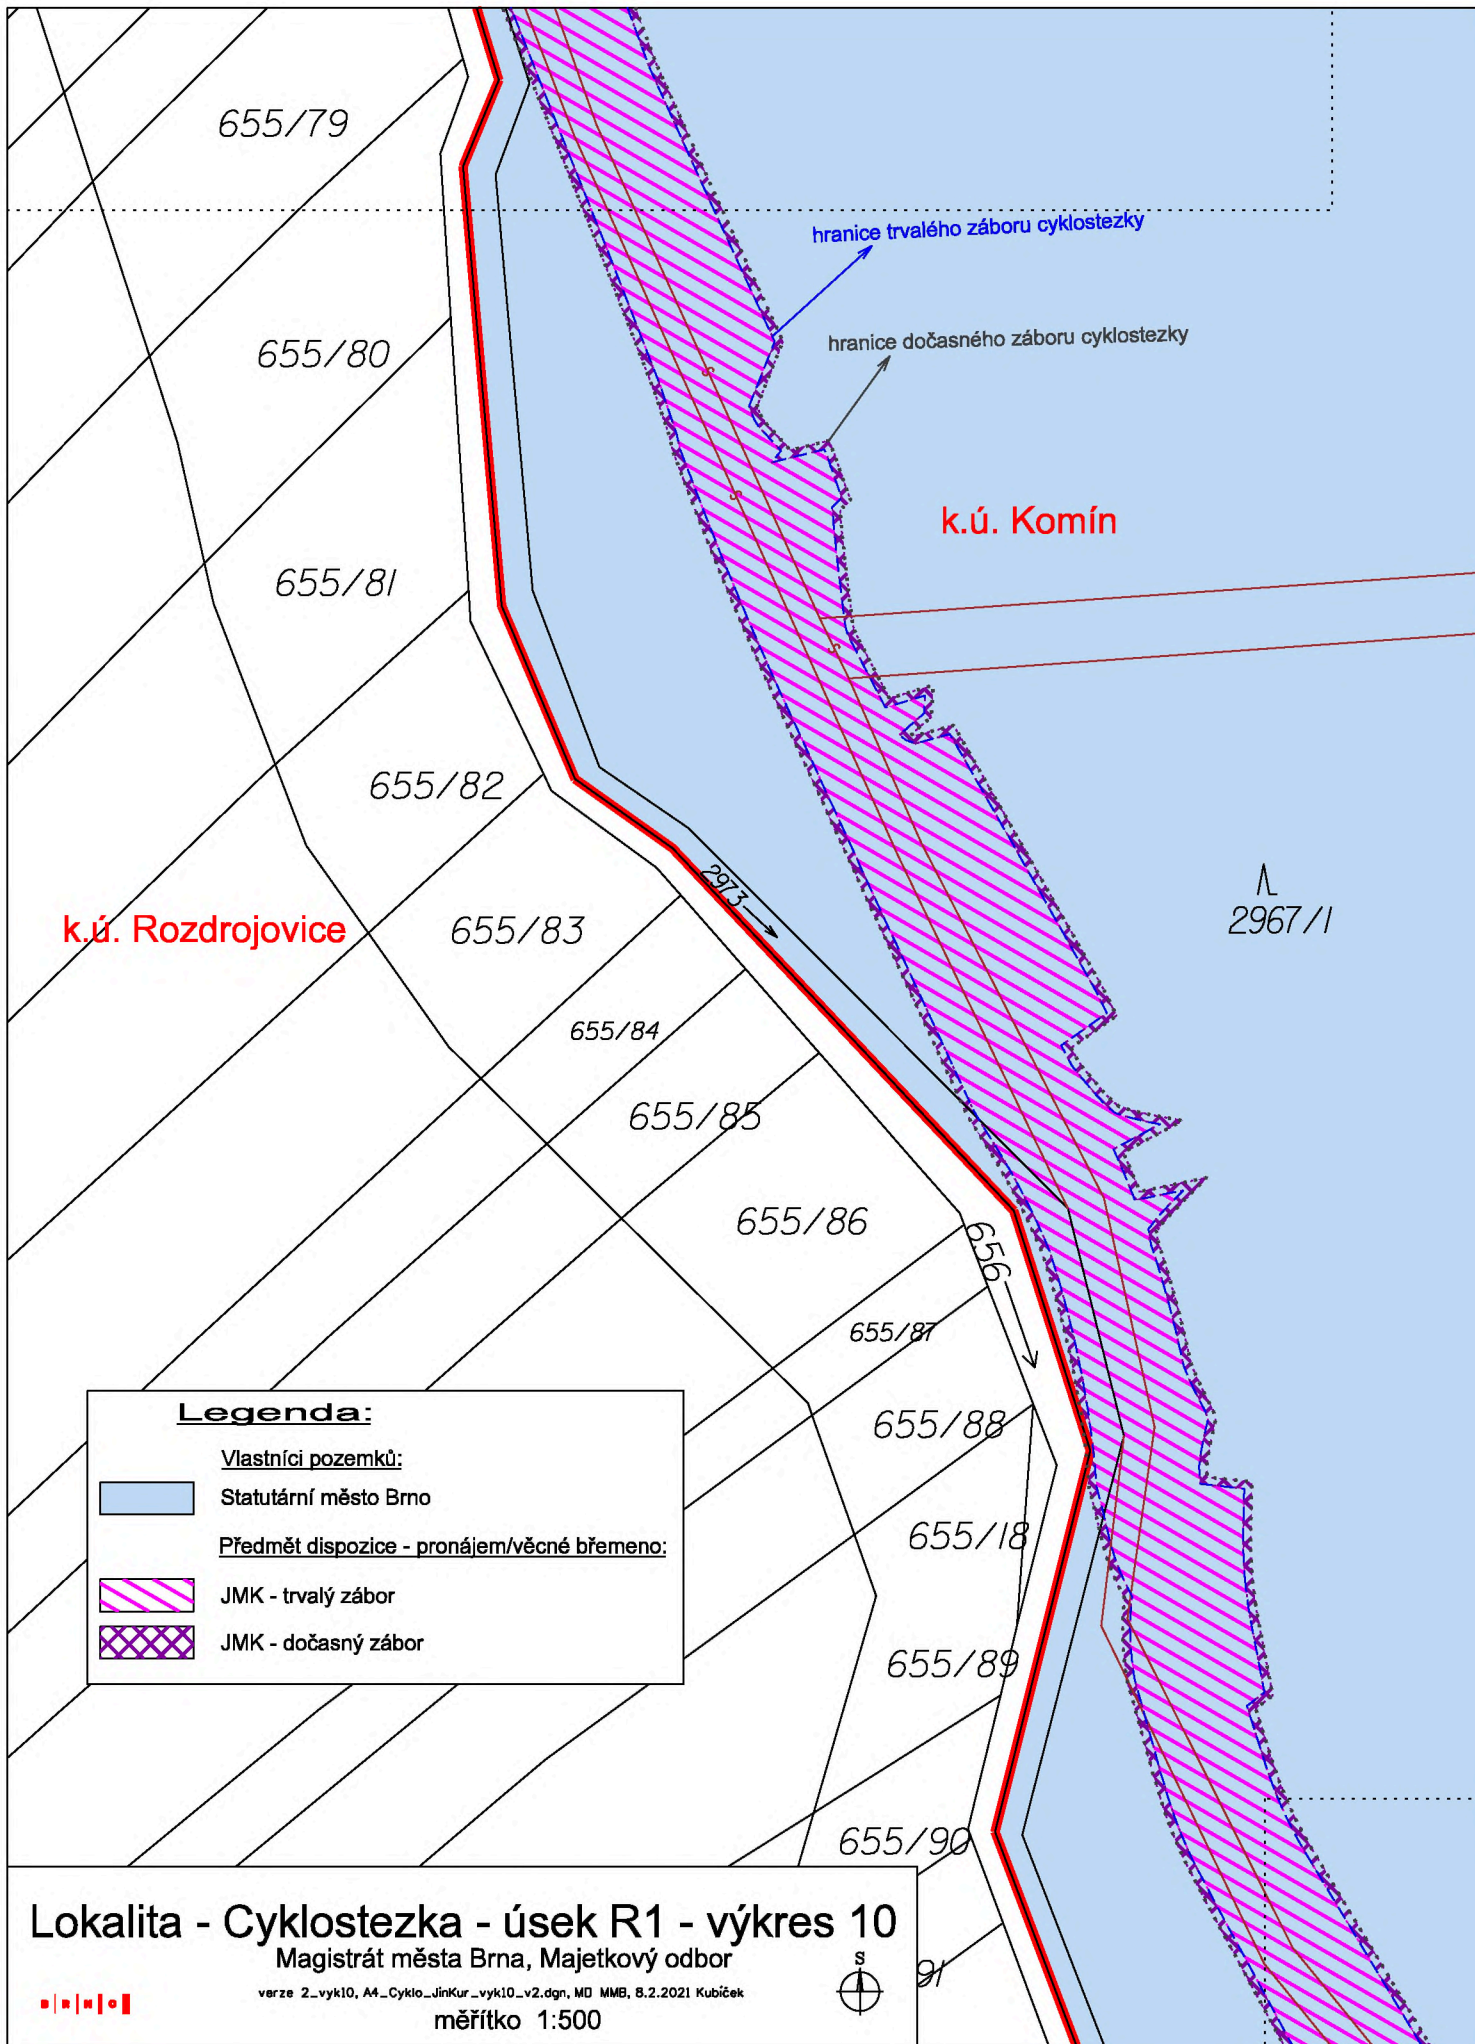 655/79
hranice trvalého záboru cyklostezky
655/80
hranice dočasného záboru cyklostezky
S
S
k.ú. Komín
655/81
S
655/82
2973
2967/1
k.ú. Rozdrojovice
655/83
655/84
655/85
655/86
656
655/87
655/88
655/18
655/89
655/90
91
Legenda:
Vlastníci pozemků:
Statutární město Brno
Předmět dispozice - pronájem/věcné břemeno:
JMK - trvalý zábor
JMK - dočasný zábor
Lokalita - Cyklostezka - úsek R1 - výkres 10
Magistrát města Brna, Majetkový odbor
verze 2_vyk10, A4_Cyklo_JinKur_vyk10_v2.dgn, MO MMB, 8.2.2021 Kubíček
měřítko 1:500
B|R|N|O
S